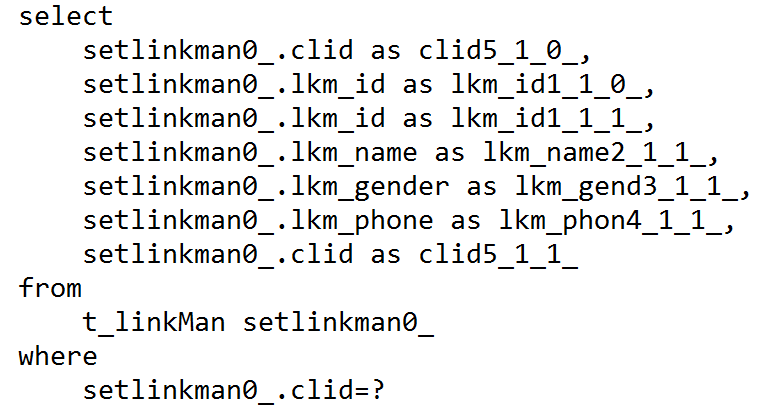 select
    setlinkman0_.clid as clid5_1_0_,
    setlinkman0_.lkm_id as lkm_id1_1_0_,
    setlinkman0_.lkm_id as lkm_id1_1_1_,
    setlinkman0_.lkm_name as lkm_name2_1_1_,
    setlinkman0_.lkm_gender as lkm_gend3_1_1_,
    setlinkman0_.lkm_phone as lkm_phon4_1_1_,
    setlinkman0_.clid as clid5_1_1_
from
    t_linkMan setlinkman0_
where
    setlinkman0_.clid=?